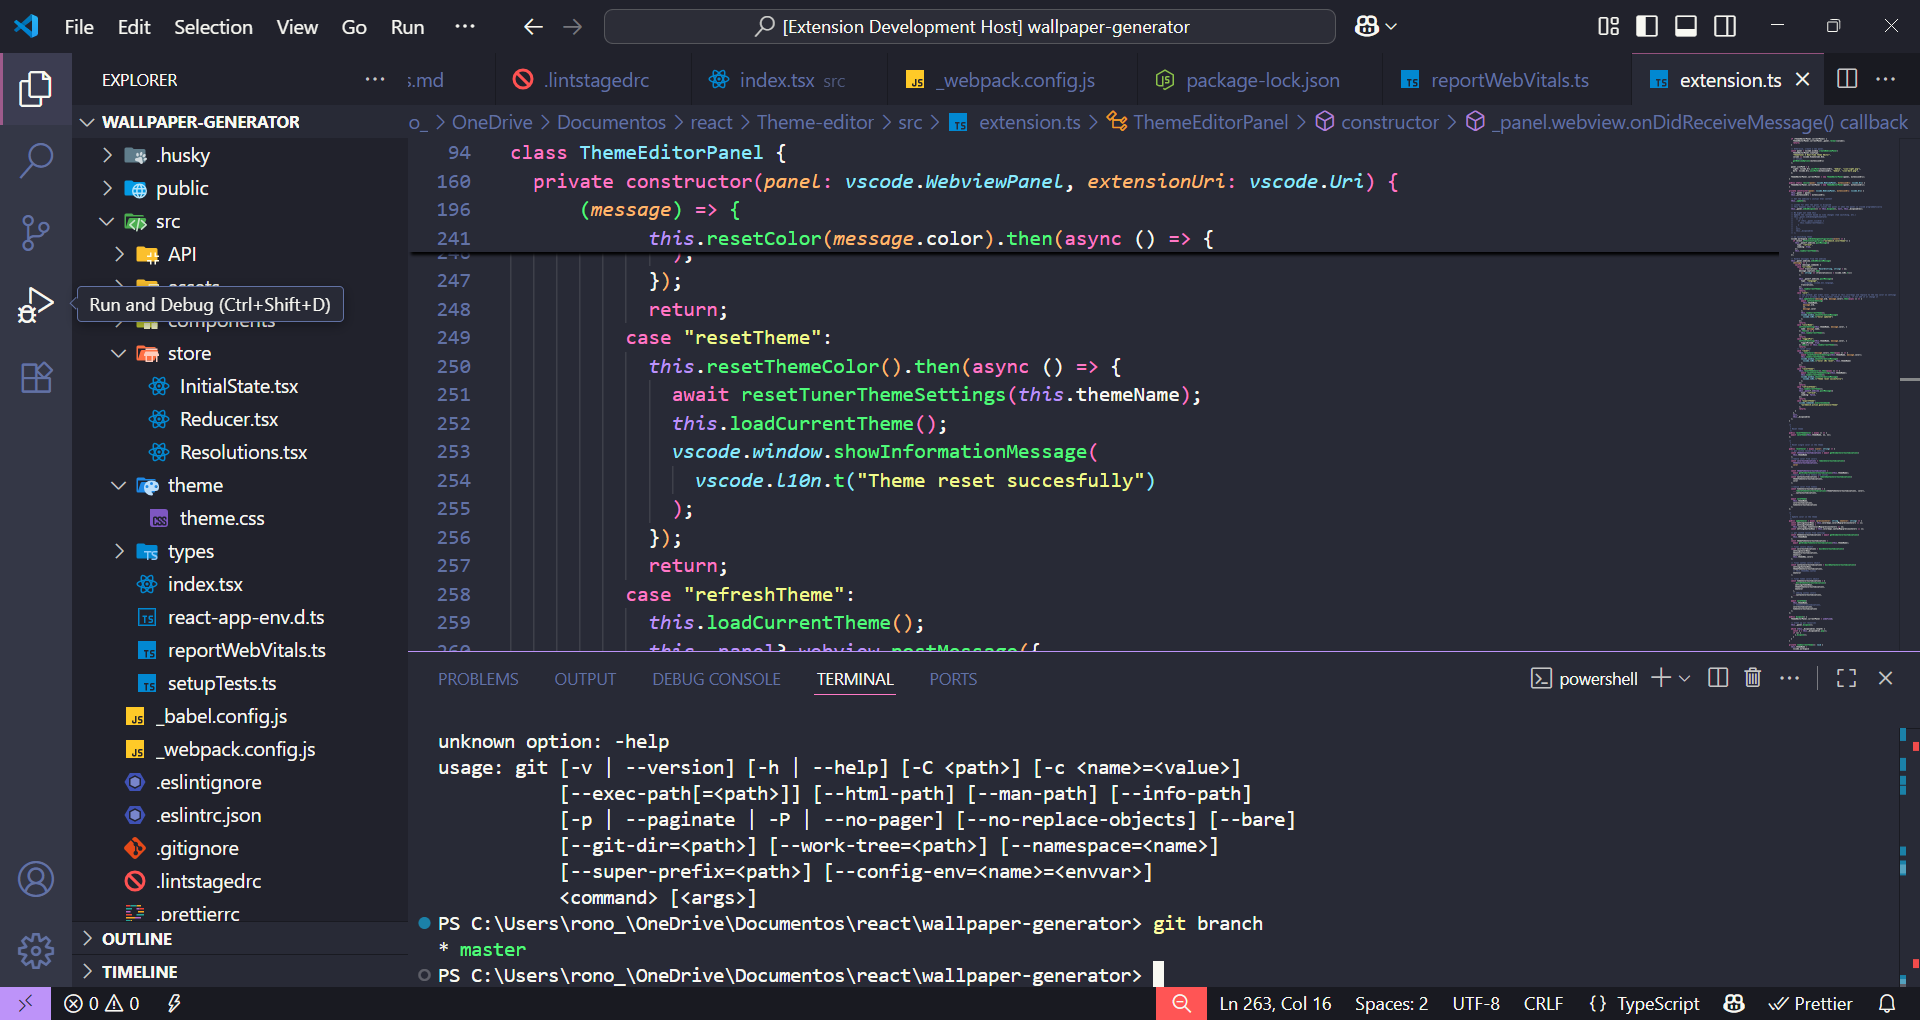 File Edit Selection View Go Run ···
[Extension Development Host] wallpaper-generator
EXPLORER ···
s.md
.lintstagedrc
index.tsx src
_webpack.config.js
package-lock.json
reportWebVitals.ts
extension.ts
o_ > OneDrive > Documentos > react > Theme-editor > src > TS extension.ts > ThemeEditorPanel > constructor > _panel.webview.onDidReceiveMessage() callback
WALLPAPER-GENERATOR
.husky
public
src
API
assets
Run and Debug (Ctrl+Shift+D)
components
store
InitialState.tsx
Reducer.tsx
Resolutions.tsx
theme
theme.css
types
index.tsx
react-app-env.d.ts
reportWebVitals.ts
setupTests.ts
_babel.config.js
_webpack.config.js
.eslintignore
.eslintrc.json
.gitignore
.lintstagedrc
.prettierrc
OUTLINE
TIMELINE
94 class ThemeEditorPanel {
160 private constructor(panel: vscode.WebviewPanel, extensionUri: vscode.Uri) {
196 (message) => {
241 this.resetColor(message.color).then(async () => {
246 );
247 });
248 return;
249 case "resetTheme":
250 this.resetThemeColor().then(async () => {
251 await resetTunerThemeSettings(this.themeName);
252 this.loadCurrentTheme();
253 vscode.window.showInformationMessage(
254 vscode.l10n.t("Theme reset succesfully")
255 );
256 });
257 return;
258 case "refreshTheme":
259 this.loadCurrentTheme();
260 this._panel?.webview.postMessage({
PROBLEMS OUTPUT DEBUG CONSOLE TERMINAL PORTS
powershell
unknown option: -help
usage: git [-v | --version] [-h | --help] [-C <path>] [-c <name>=<value>]
[--exec-path[=<path>]] [--html-path] [--man-path] [--info-path]
[-p | --paginate | -P | --no-pager] [--no-replace-objects] [--bare]
[--git-dir=<path>] [--work-tree=<path>] [--namespace=<name>]
[--super-prefix=<path>] [--config-env=<name>=<envvar>]
<command> [<args>]
PS C:\Users\rono_\OneDrive\Documentos\react\wallpaper-generator> git branch
* master
PS C:\Users\rono_\OneDrive\Documentos\react\wallpaper-generator>
0 0
Ln 263, Col 16 Spaces: 2 UTF-8 CRLF {} TypeScript Prettier